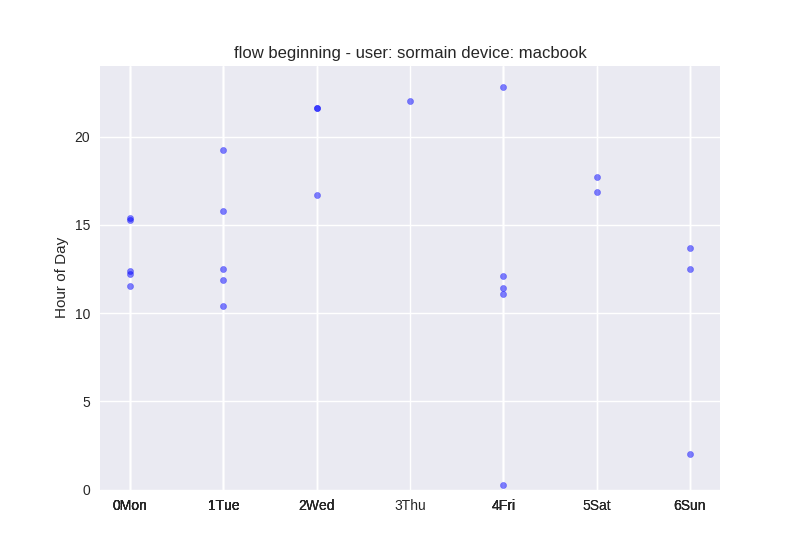 flow beginning - user: sormain device: macbook
Hour of Day
20
15
10
5
0
0Mon 1Tue 2Wed 3Thu 4Fri 5Sat 6Sun